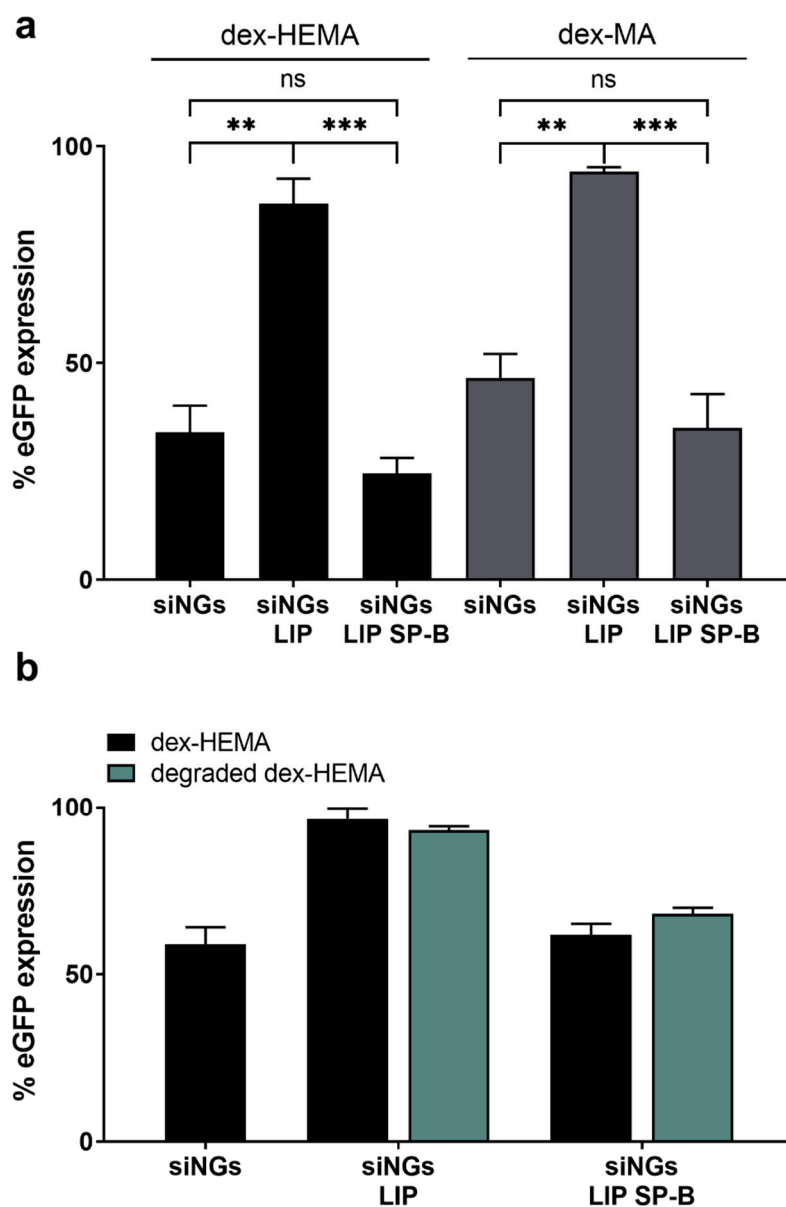 a
dex-HEMA dex-MA
ns ns
** *** ** ***
100
50
0
% eGFP expression
siNGs siNGs siNGs siNGs siNGs siNGs
LIP LIP SP-B LIP LIP SP-B
b
dex-HEMA
degraded dex-HEMA
100
50
0
% eGFP expression
siNGs siNGs siNGs
LIP LIP SP-B